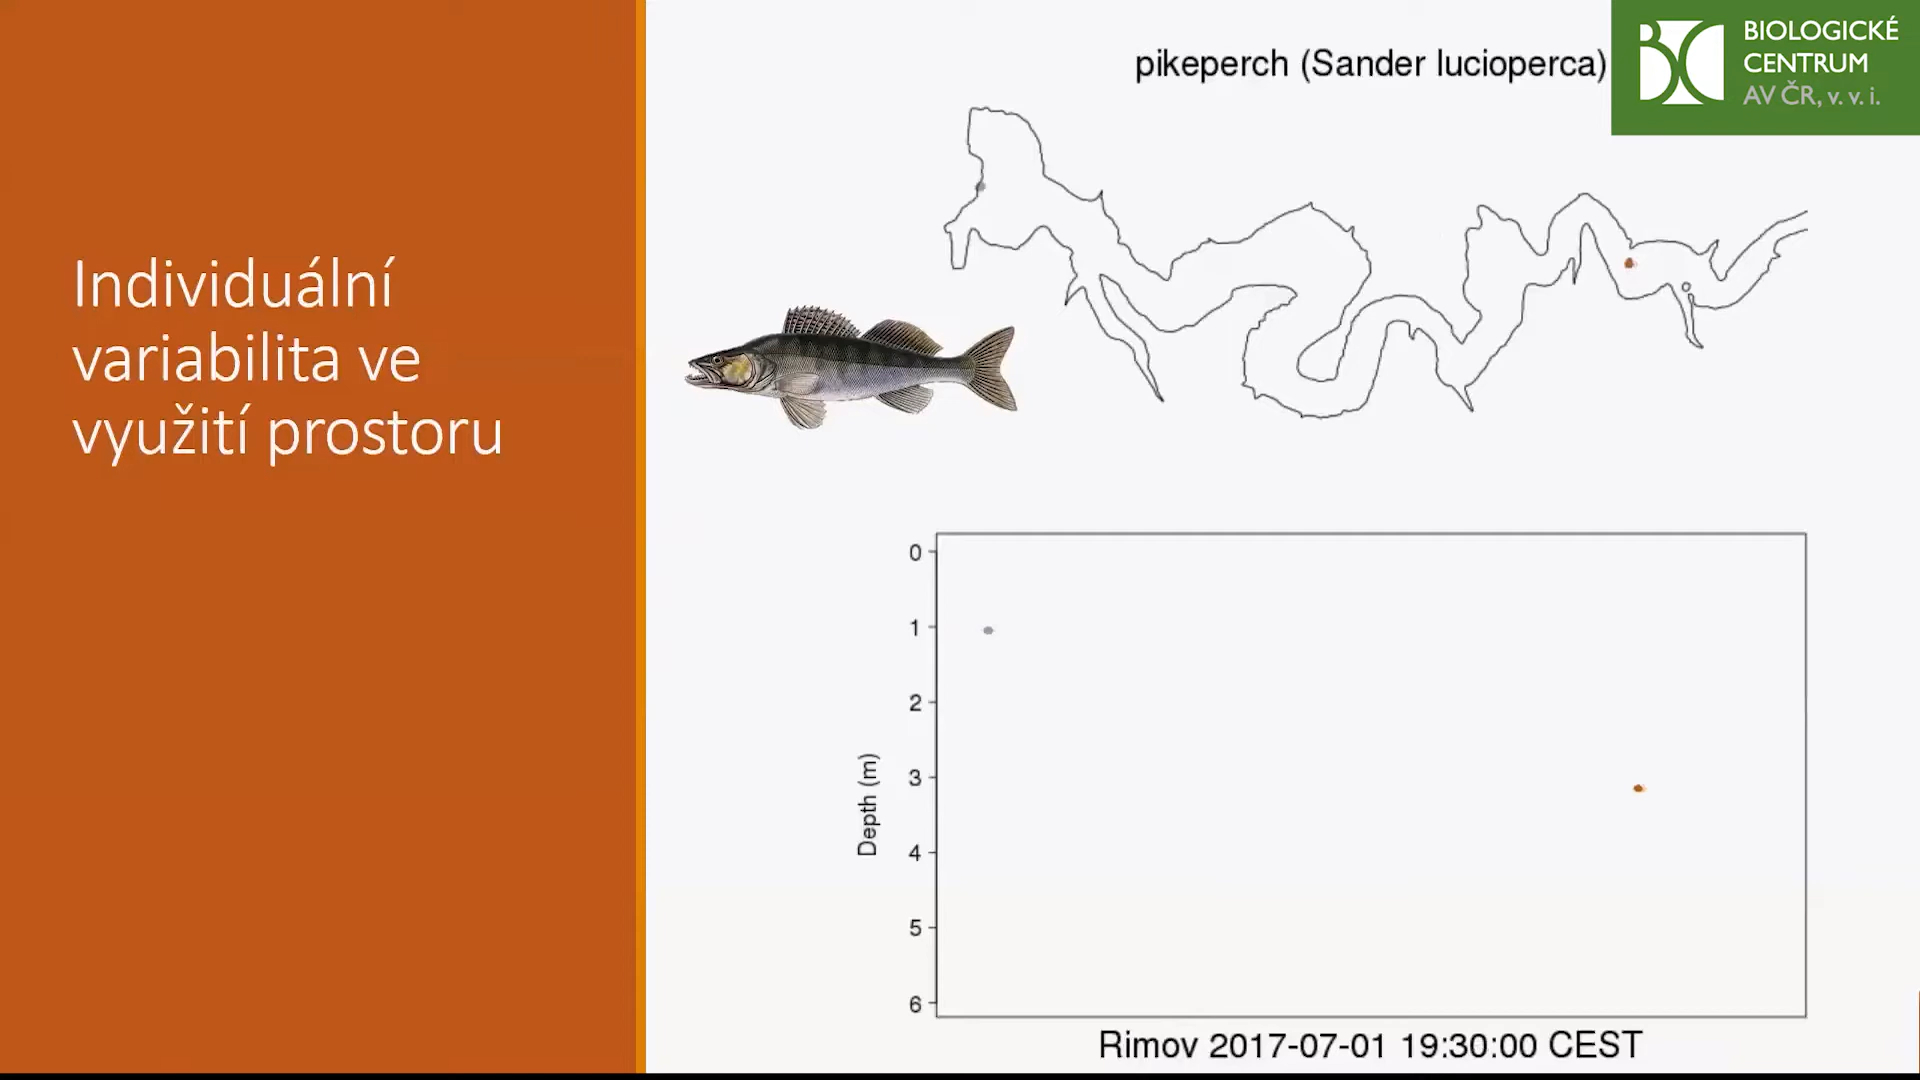 Individuální
variabilita ve
využití prostoru
pikeperch (Sander lucioperca)
BIOLOGICKÉ
CENTRUM
AV ČR, v. v. i.
0
1
2
3
4
5
6
Depth (m)
Rimov 2017-07-01 19:30:00 CEST